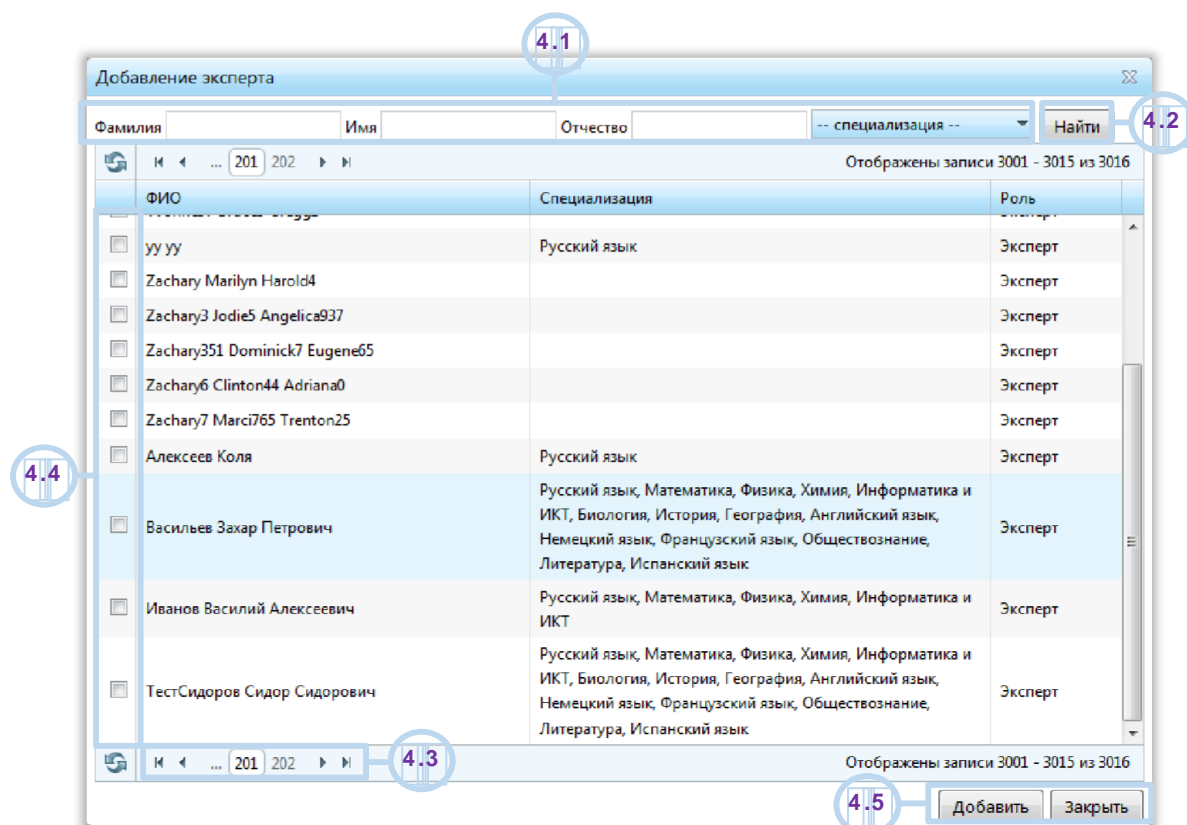 4.1
Добавление эксперта
Фамилия Имя Отчество -- специализация -- Найти 4.2
... 201 202 Отображены записи 3001 - 3015 из 3016
ФИО Специализация Роль
уу уу Русский язык Эксперт
Zachary Marilyn Harold4 Эксперт
Zachary3 Jodie5 Angelica937 Эксперт
Zachary351 Dominick7 Eugene65 Эксперт
Zachary6 Clinton44 Adriana0 Эксперт
Zachary7 Marci765 Trenton25 Эксперт
Алексеев Коля Русский язык Эксперт
4.4
Русский язык, Математика, Физика, Химия, Информатика и
ИКТ, Биология, История, География, Английский язык,
Васильев Захар Петрович Эксперт
Немецкий язык, Французский язык, Обществознание,
Литература, Испанский язык
Русский язык, Математика, Физика, Химия, Информатика и
Иванов Василий Алексеевич Эксперт
ИКТ
Русский язык, Математика, Физика, Химия, Информатика и
ИКТ, Биология, История, География, Английский язык,
ТестСидоров Сидор Сидорович Эксперт
Немецкий язык, Французский язык, Обществознание,
Литература, Испанский язык
... 201 202 4.3 Отображены записи 3001 - 3015 из 3016
4.5 Добавить Закрыть